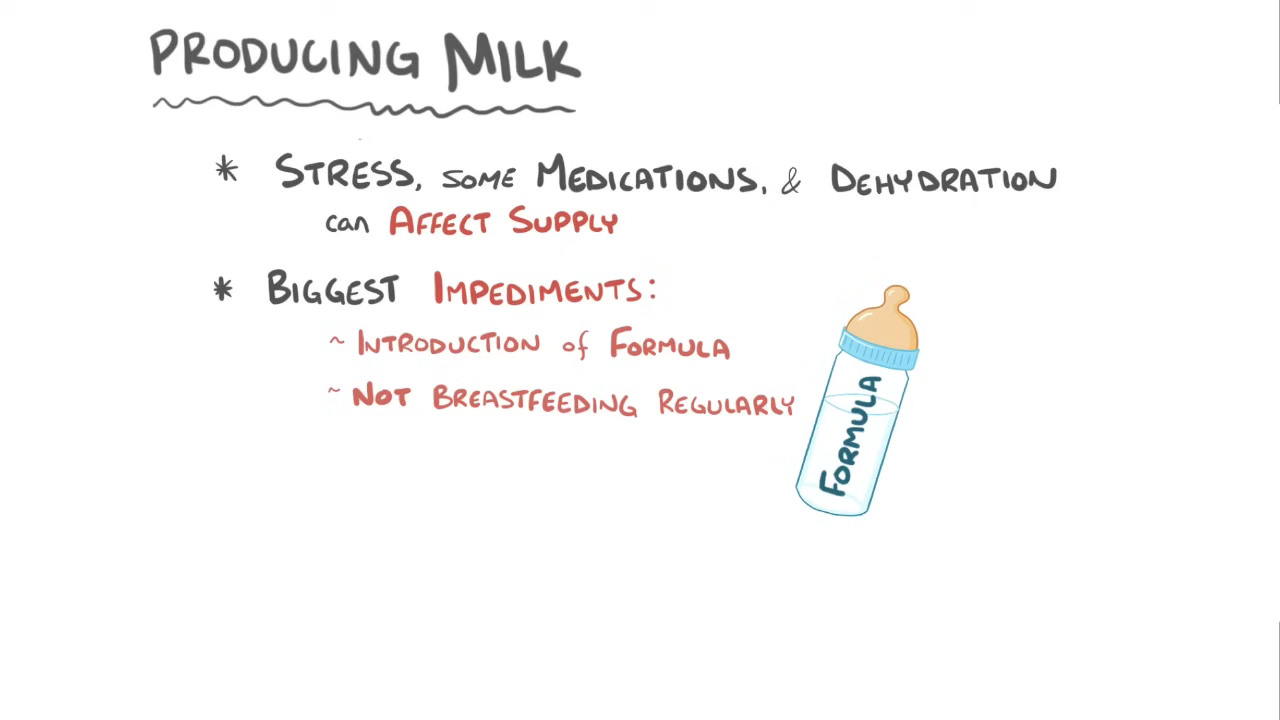 PRODUCING MILK
* STRESS, SOME MEDICATIONS, & DEHYDRATION
can AFFECT SUPPLY
* BIGGEST IMPEDIMENTS:
~ INTRODUCTION of FORMULA
~ NOT BREASTFEEDING REGULARLY
FORMULA